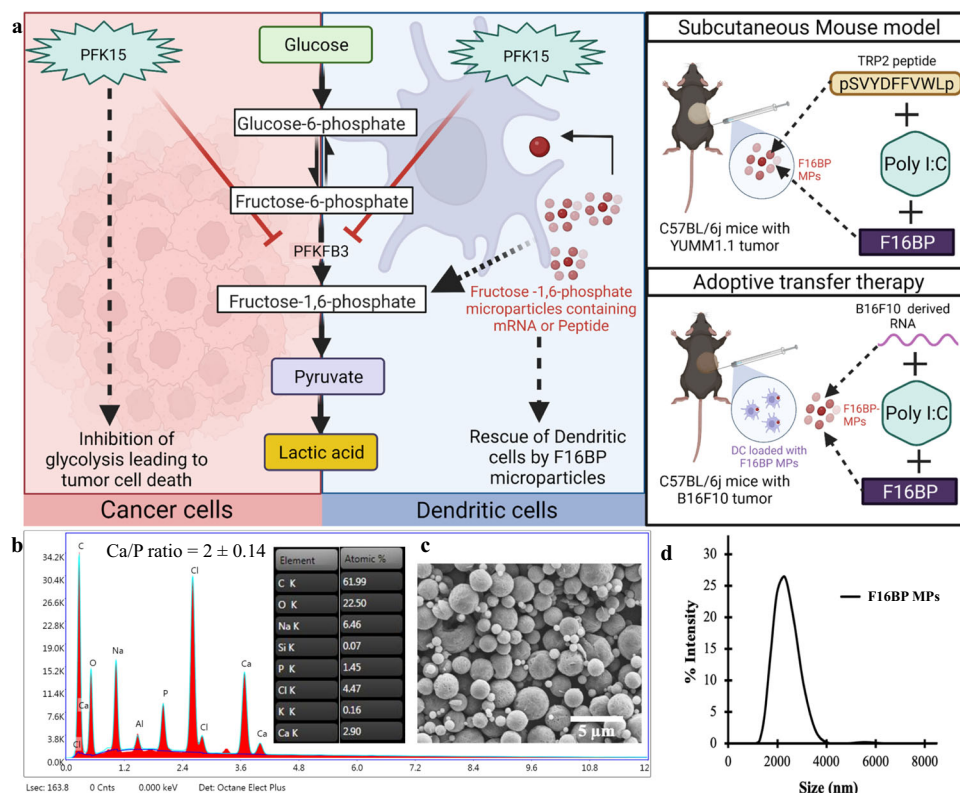 a
PFK15
Glucose
PFK15
Glucose-6-phosphate
Fructose-6-phosphate
PFKFB3
Fructose-1,6-phosphate
Fructose -1,6-phosphate
microparticles containing
mRNA or Peptide
Pyruvate
Lactic acid
Inhibition of
glycolysis leading to
tumor cell death
Rescue of Dendritic
cells by F16BP
microparticles
Cancer cells
Dendritic cells
Subcutaneous Mouse model
TRP2 peptide
pSVYDFFVWLp
F16BP
MPs
Poly I:C
C57BL/6j mice with
YUMM1.1 tumor
F16BP
Adoptive transfer therapy
B16F10 derived
RNA
F16BP-
MPs
Poly I:C
DC loaded with
F16BP MPs
C57BL/6j mice with
B16F10 tumor
F16BP
b
Ca/P ratio = 2 ± 0.14
34.2K
30.4K
26.6K
22.8K
19.0K
15.2K
11.4K
7.6K
3.8K
0.0K
C
O
Ca
Cl
Na
Al
P
Cl
Cl
Ca
Ca
0.0
1.2
2.4
3.6
4.8
6.0
7.2
8.4
9.6
10.8
12
Lsec: 163.8 0 Cnts 0.000 keV Det: Octane Elect Plus
Element Atomic %
C K 61.99
O K 22.50
Na K 6.46
Si K 0.07
P K 1.45
Cl K 4.47
K K 0.16
Ca K 2.90
c
5 µm
d
% Intensity
30
25
20
15
10
5
0
F16BP MPs
0 2000 4000 6000 8000
Size (nm)